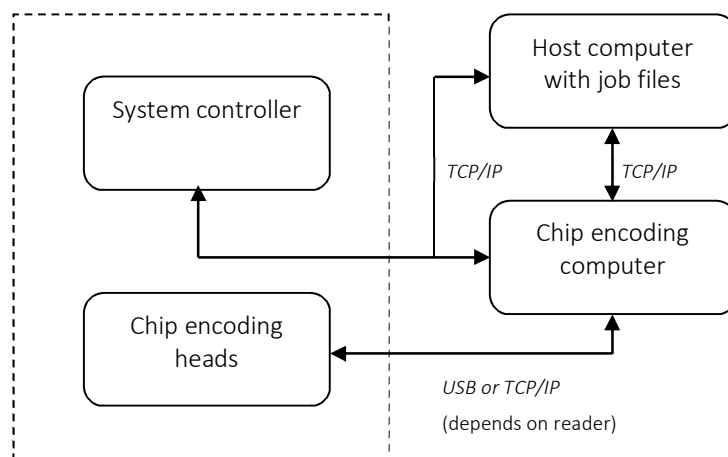 Host computer
with job files
System controller
TCP/IP
TCP/IP
Chip encoding
computer
Chip encoding
heads
USB or TCP/IP
(depends on reader)